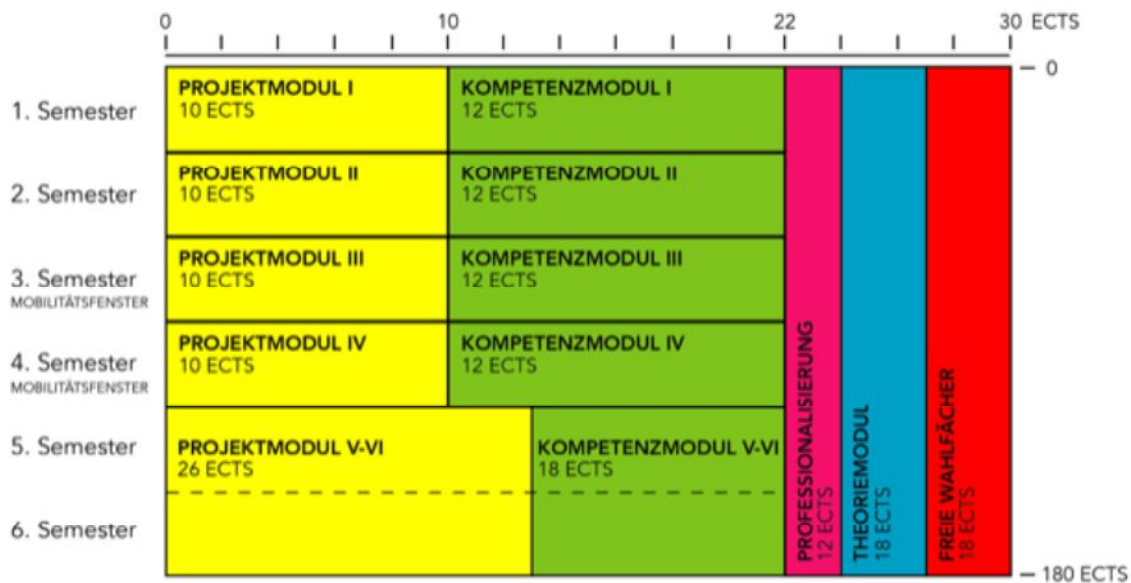 0 10 22 30 ECTS
0
1. Semester
PROJEKTMODUL I
10 ECTS
KOMPETENZMODUL I
12 ECTS
2. Semester
PROJEKTMODUL II
10 ECTS
KOMPETENZMODUL II
12 ECTS
3. Semester
MOBILITÄTSFENSTER
PROJEKTMODUL III
10 ECTS
KOMPETENZMODUL III
12 ECTS
4. Semester
MOBILITÄTSFENSTER
PROJEKTMODUL IV
10 ECTS
KOMPETENZMODUL IV
12 ECTS
5. Semester
PROJEKTMODUL V-VI
26 ECTS
KOMPETENZMODUL V-VI
18 ECTS
6. Semester
PROFESSIONALISIERUNG
12 ECTS
THEORIEMODUL
18 ECTS
FREIE WAHLFÄCHER
18 ECTS
180 ECTS